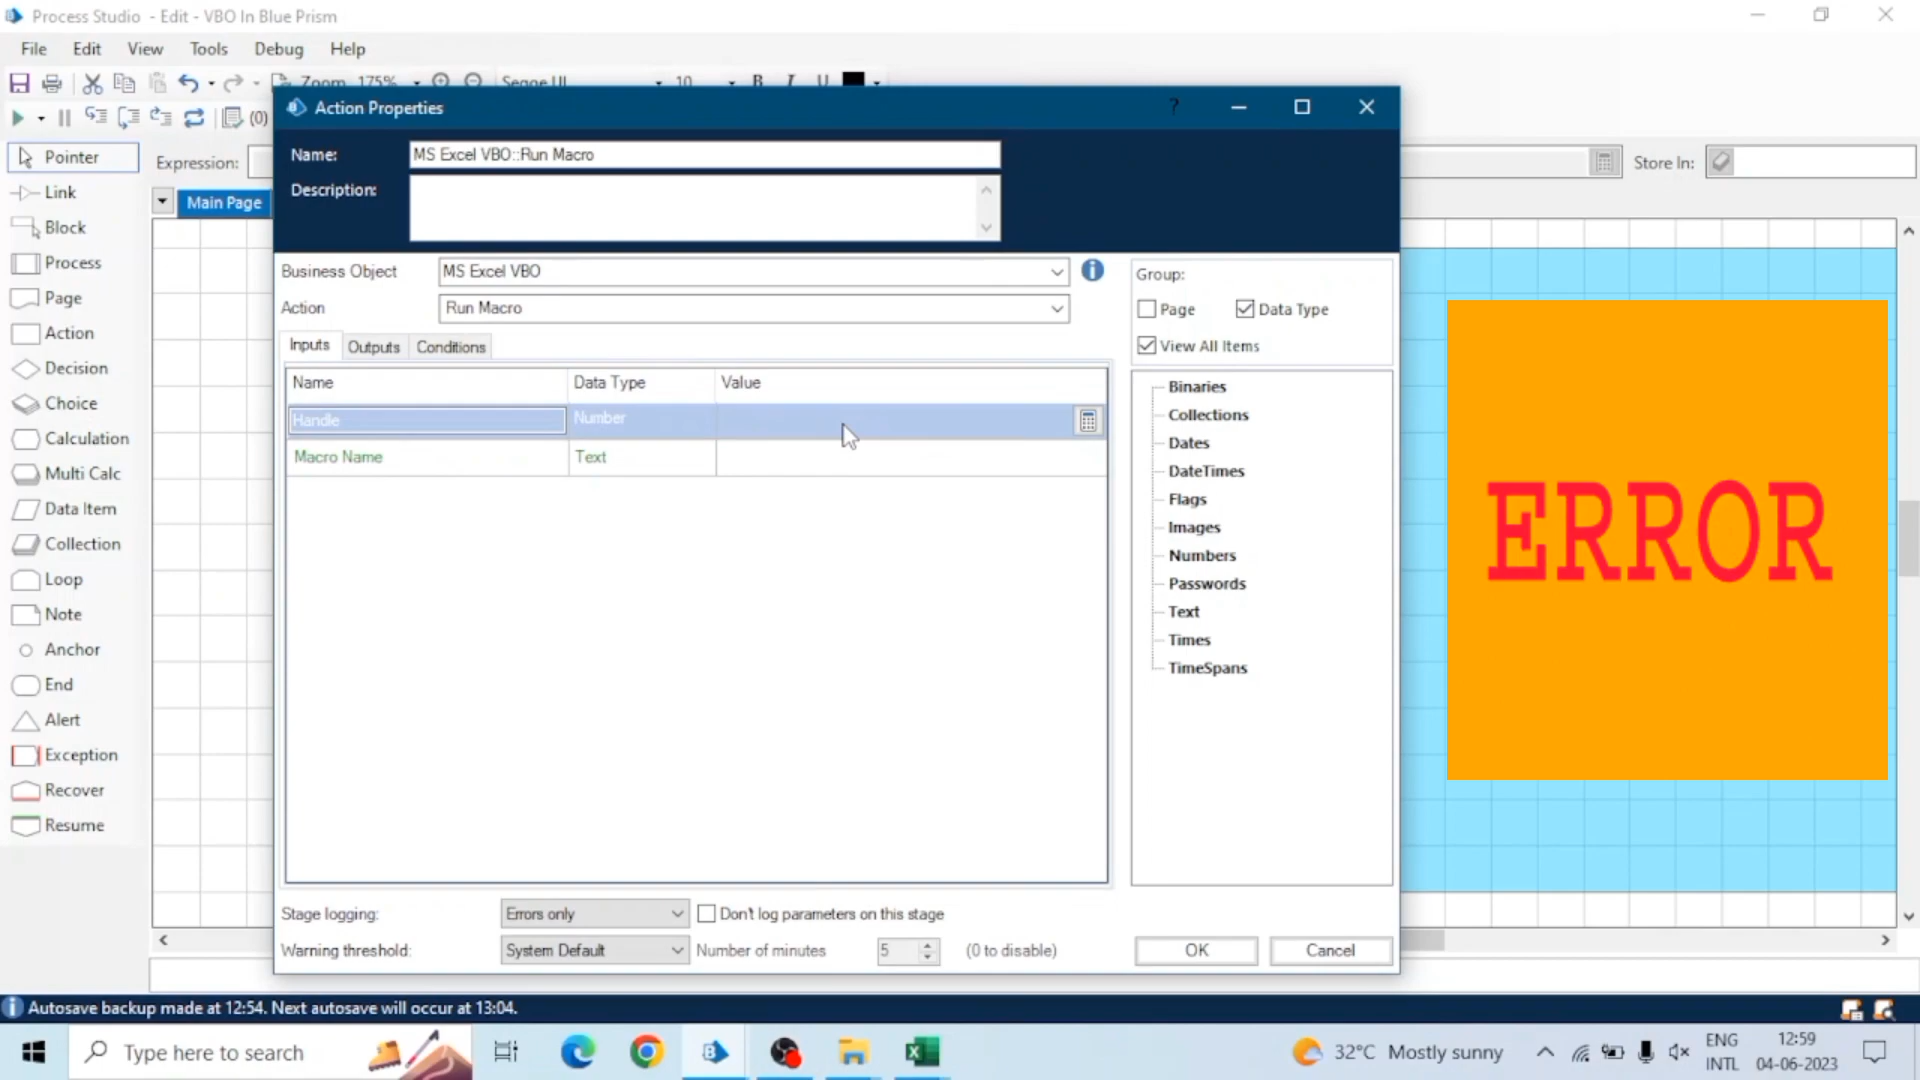 Process Studio - Edit - VBO In Blue Prism
File Edit View Tools Debug Help
Zoom 175% Segoe UI 10 B I U
(0)
Action Properties ?
Name: MS Excel VBO::Run Macro
Description:
Pointer
Link
Block
Process
Page
Action
Decision
Choice
Calculation
Multi Calc
Data Item
Collection
Loop
Note
Anchor
End
Alert
Exception
Recover
Resume
Expression:
Store In:
Main Page
Business Object MS Excel VBO
Action Run Macro
Inputs Outputs Conditions
Name Data Type Value
Handle Number
Macro Name Text
Group:
Page Data Type
View All Items
Binaries
Collections
Dates
DateTimes
Flags
Images
Numbers
Passwords
Text
Times
TimeSpans
ERROR
Stage logging: Errors only Don't log parameters on this stage
Warning threshold: System Default Number of minutes 5 (0 to disable)
OK Cancel
Autosave backup made at 12:54. Next autosave will occur at 13:04.
Type here to search
32°C Mostly sunny
ENG
INTL
12:59
04-06-2023